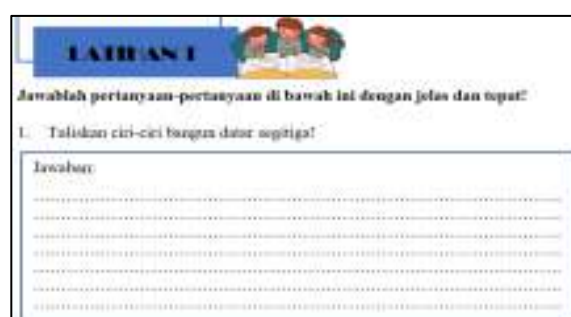 LATIHAN 1
Jawablah pertanyaan-pertanyaan di bawah ini dengan jelas dan tepat!
1. Tuliskan ciri-ciri bangun datar segitiga!
Jawaban: